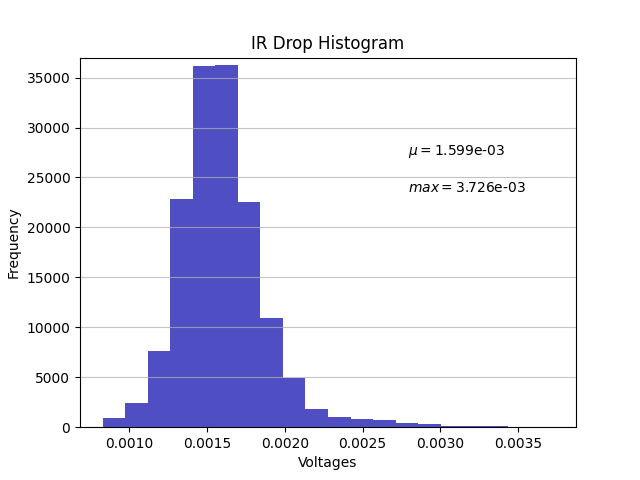 IR Drop Histogram
35000
30000
25000
20000
15000
10000
5000
0
Frequency
μ = 1.599e-03
max = 3.726e-03
0.0010 0.0015 0.0020 0.0025 0.0030 0.0035
Voltages